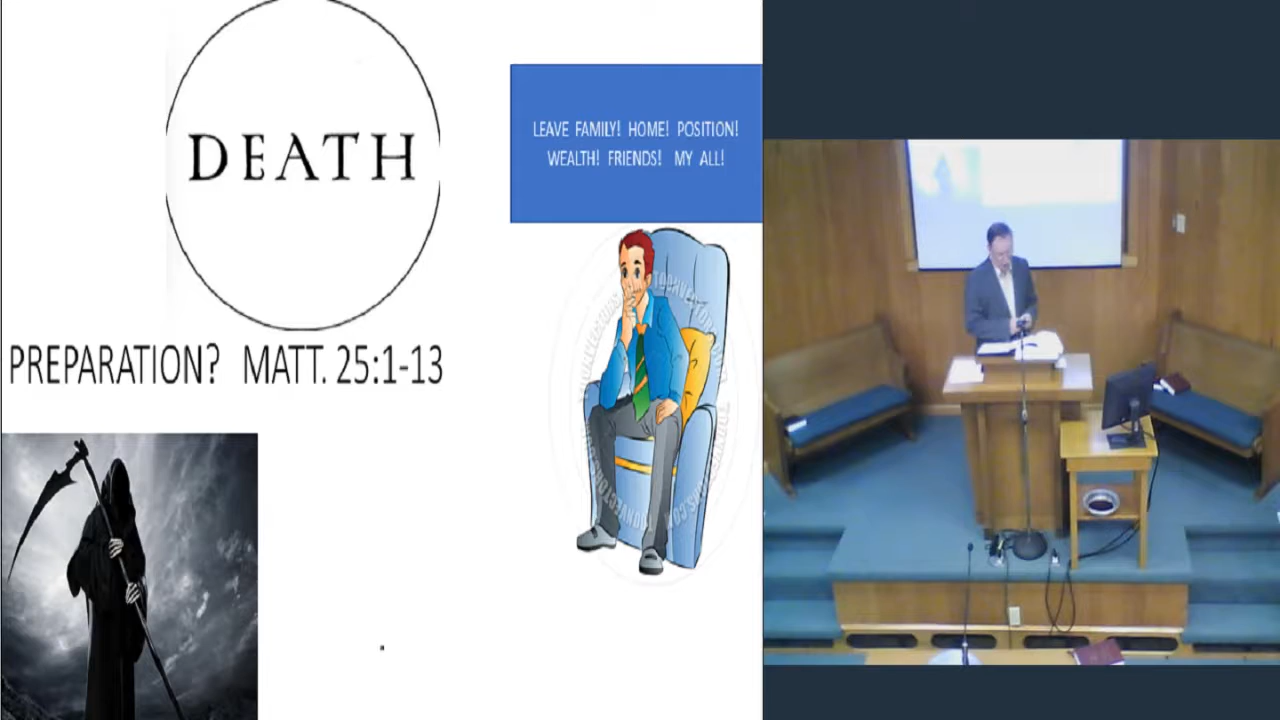 DEATH
LEAVE FAMILY! HOME! POSITION!
WEALTH! FRIENDS! MY ALL!
PREPARATION? MATT. 25:1-13